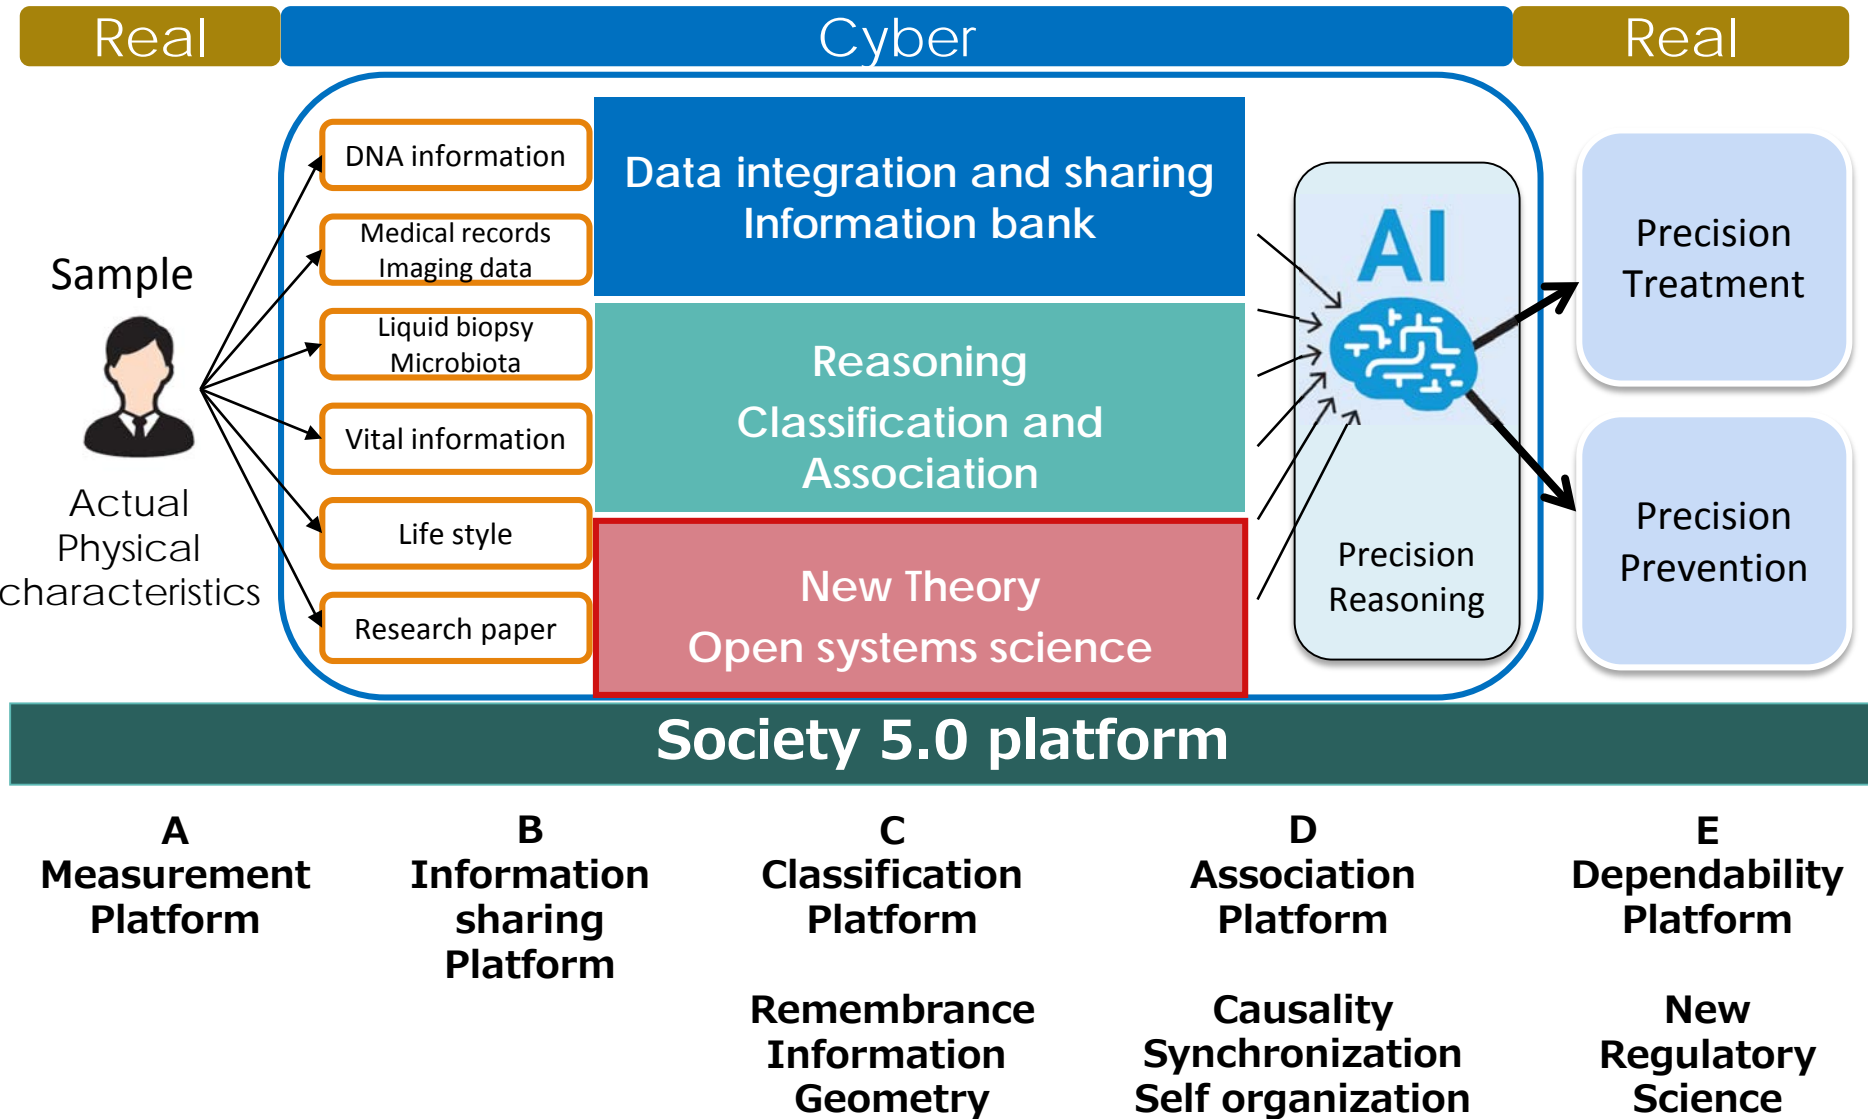 Real
Cyber
Real
Sample
Actual
Physical
characteristics
DNA information
Medical records
Imaging data
Liquid biopsy
Microbiota
Vital information
Life style
Research paper
Data integration and sharing
Information bank
Reasoning
Classification and
Association
New Theory
Open systems science
AI
Precision
Reasoning
Precision
Treatment
Precision
Prevention
Society 5.0 platform
A
Measurement
Platform
B
Information
sharing
Platform
C
Classification
Platform
Remembrance
Information
Geometry
D
Association
Platform
Causality
Synchronization
Self organization
E
Dependability
Platform
New
Regulatory
Science